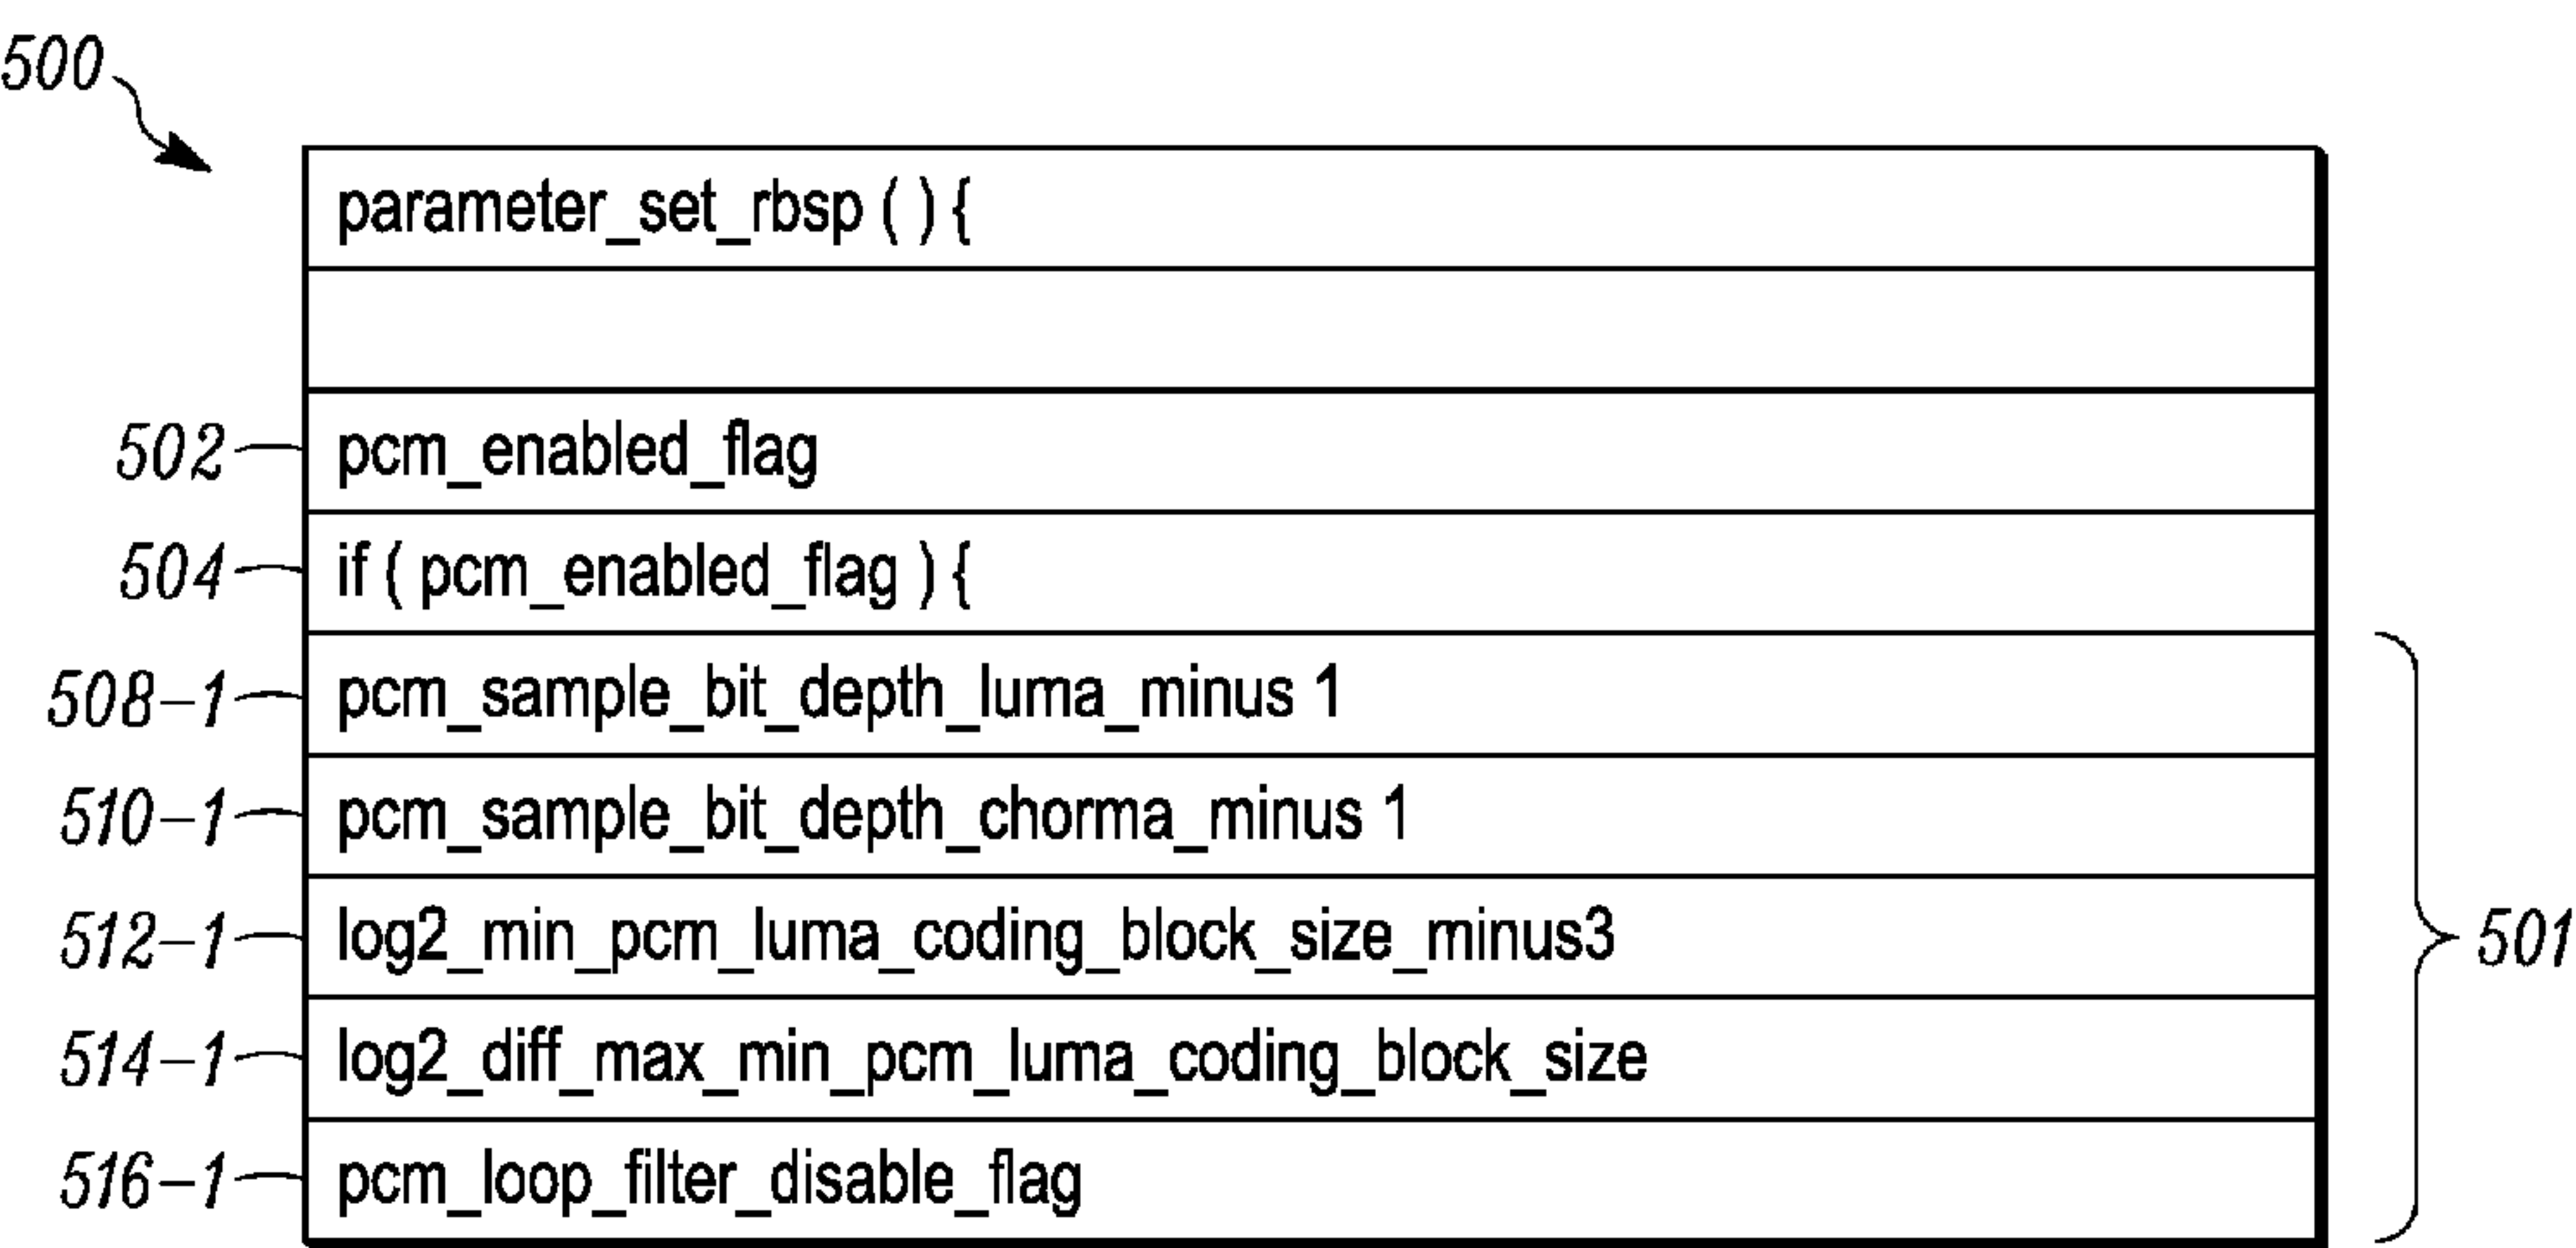 500
parameter_set_rbsp ( ) {
502 pcm_enabled_flag
504 if ( pcm_enabled_flag ) {
508-1 pcm_sample_bit_depth_luma_minus 1
510-1 pcm_sample_bit_depth_chorma_minus 1
512-1 log2_min_pcm_luma_coding_block_size_minus3
501
514-1 log2_diff_max_min_pcm_luma_coding_block_size
516-1 pcm_loop_filter_disable_flag